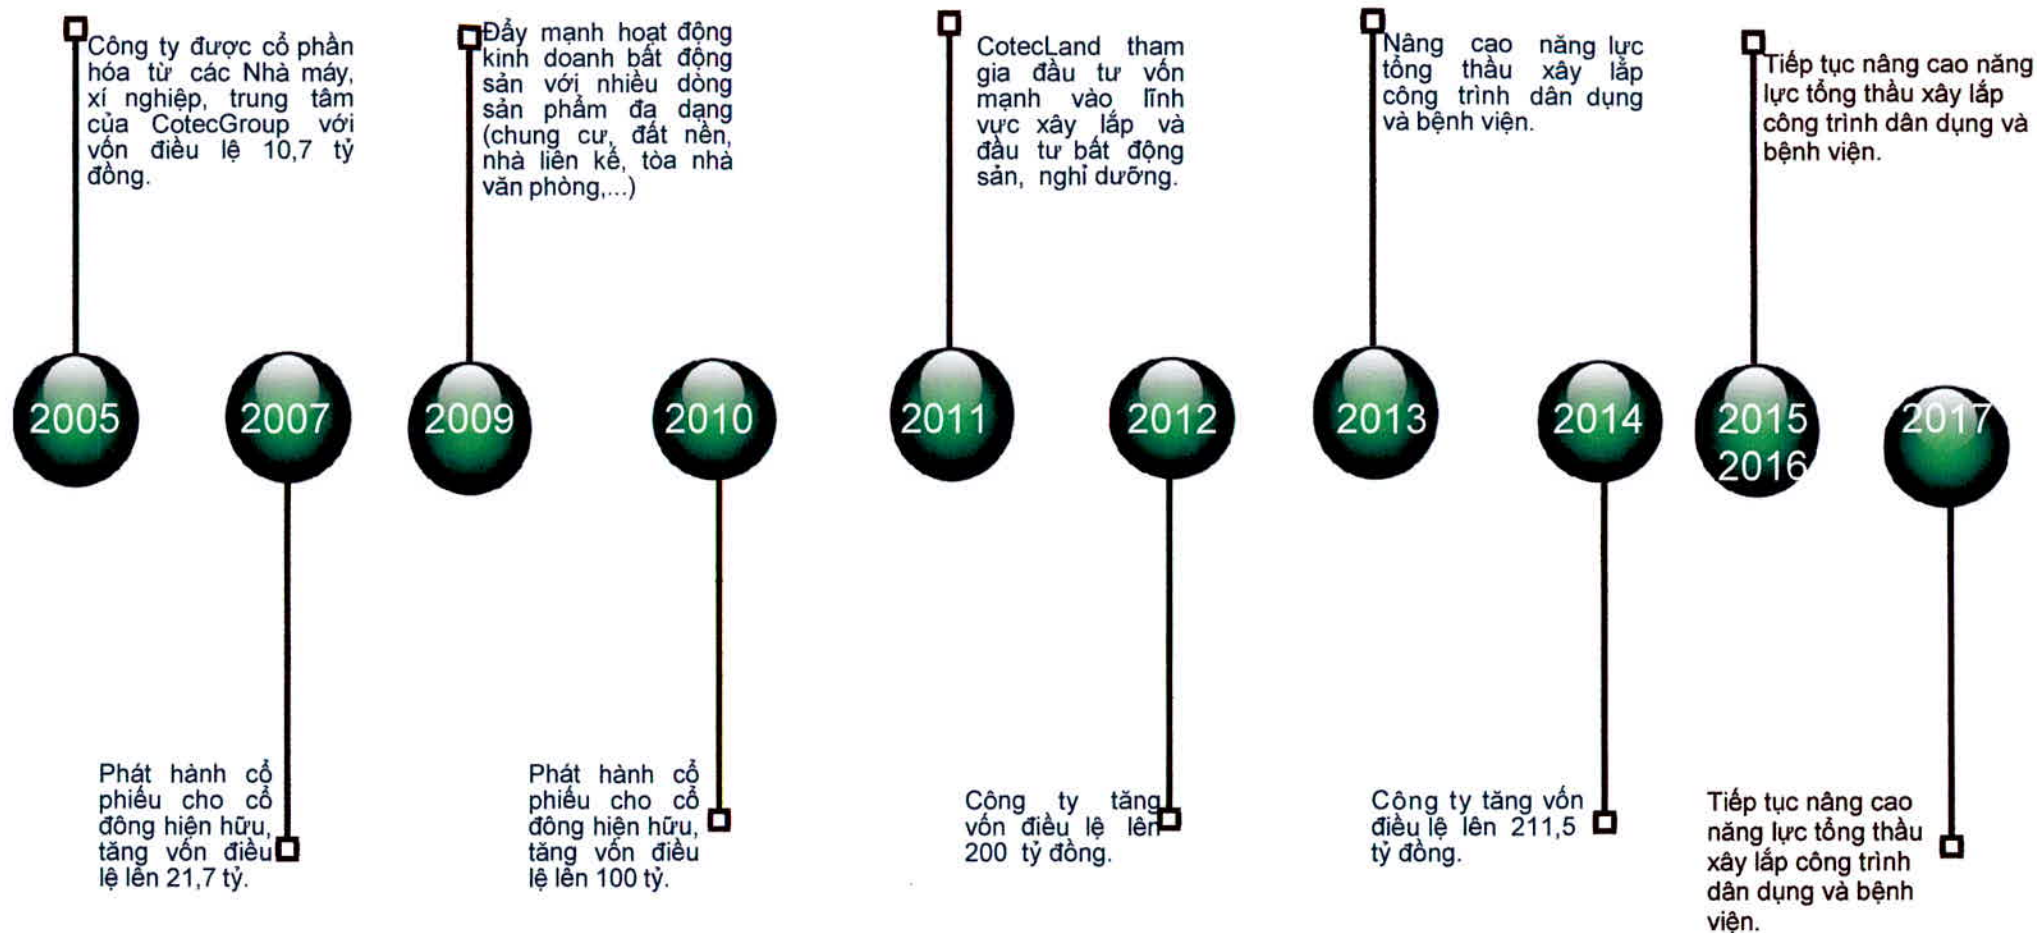 Công ty được cổ phần
hóa từ các Nhà máy,
xí nghiệp, trung tâm
của CotecGroup với
vốn điều lệ 10,7 tỷ
đồng.
Đẩy mạnh hoạt động
kinh doanh bất động
sản với nhiều dòng
sản phẩm đa dạng
(chung cư, đất nền,
nhà liên kế, tòa nhà
văn phòng,...)
CotecLand tham
gia đầu tư vốn
mạnh vào lĩnh
vực xây lắp và
đầu tư bất động
sản, nghỉ dưỡng.
Nâng cao năng lực
tổng thầu xây lắp
công trình dân dụng
và bệnh viện.
Tiếp tục nâng cao năng
lực tổng thầu xây lắp
công trình dân dụng và
bệnh viện.
2005
2007
2009
2010
2011
2012
2013
2014
2015
2016
2017
Phát hành cổ
phiếu cho cổ
đông hiện hữu,
tăng vốn điều
lệ lên 21,7 tỷ.
Phát hành cổ
phiếu cho cổ
đông hiện hữu,
tăng vốn điều
lệ lên 100 tỷ.
Công ty tăng
vốn điều lệ lên
200 tỷ đồng.
Công ty tăng vốn
điều lệ lên 211,5
tỷ đồng.
Tiếp tục nâng cao
năng lực tổng thầu
xây lắp công trình
dân dụng và bệnh
viện.